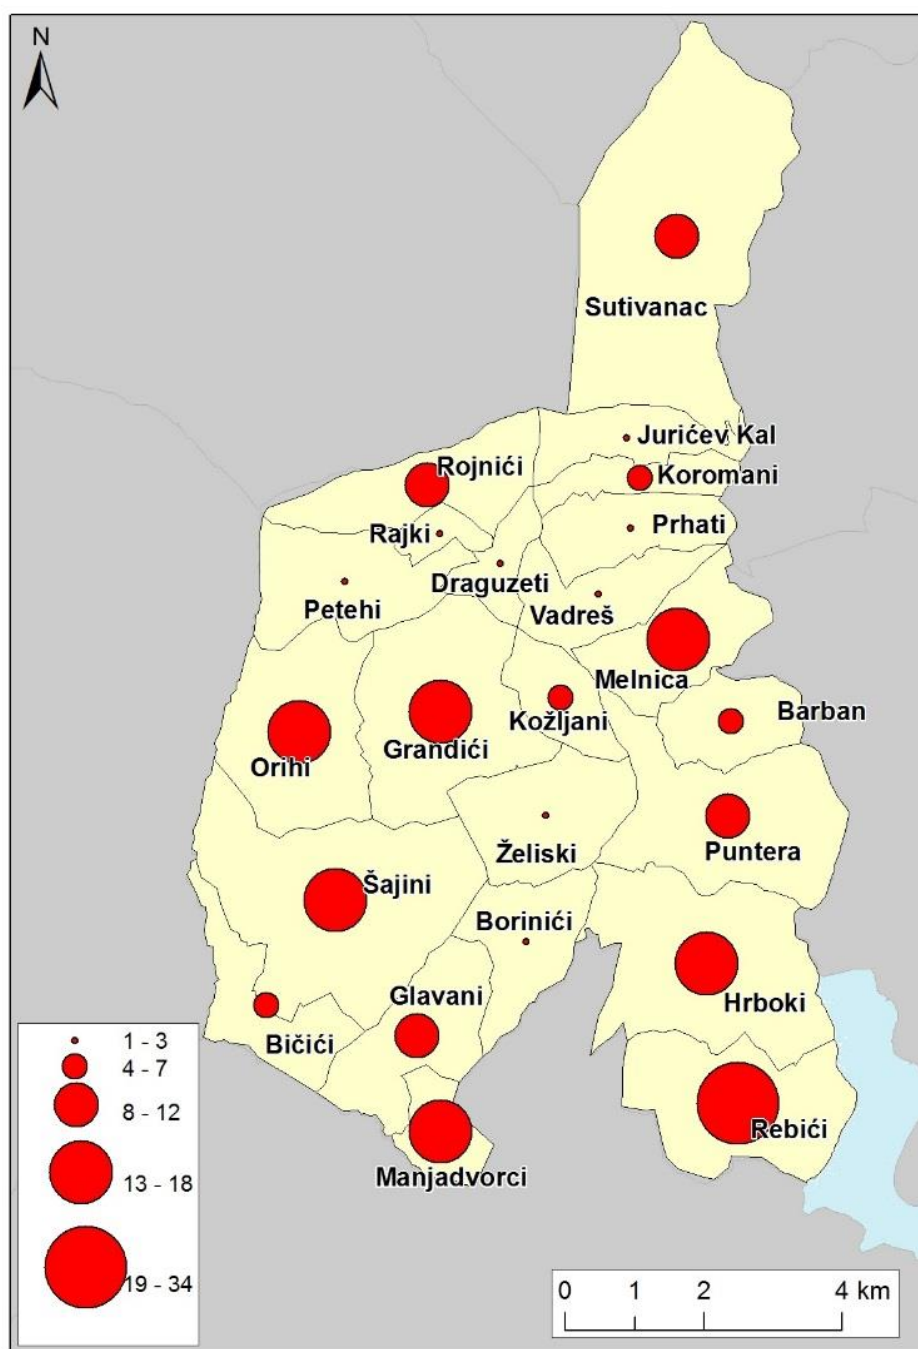 N
Sutivanac
Jurićev Kal
Rojnići
Koromani
Rajki
Prhati
Draguzeti
Petehi
Vadreš
Melnica
Barban
Kožljani
Grandići
Orihi
Puntera
Želiski
Šajini
Borinići
Glavani
Hrboki
Bičići
Rebići
Manjadvorci
1 - 3
4 - 7
8 - 12
13 - 18
19 - 34
0 1 2 4 km